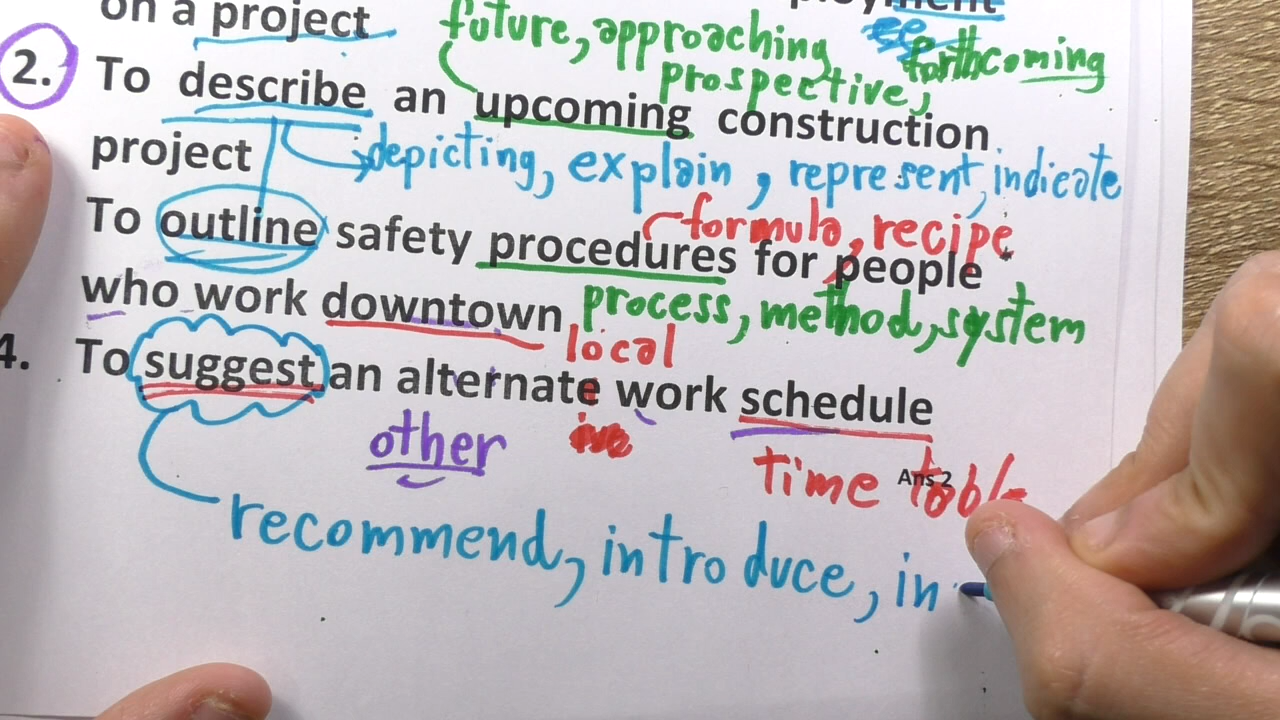 on a project
future, approaching
forthcoming
prospective,
2. To describe an upcoming construction
project
depicting, explain, represent, indicate
formula, recipe
To outline safety procedures for people
who work downtown process, method, system
local
4. To suggest an alternate work schedule
other ive
time table
Ans 2
recommend, introduce, in